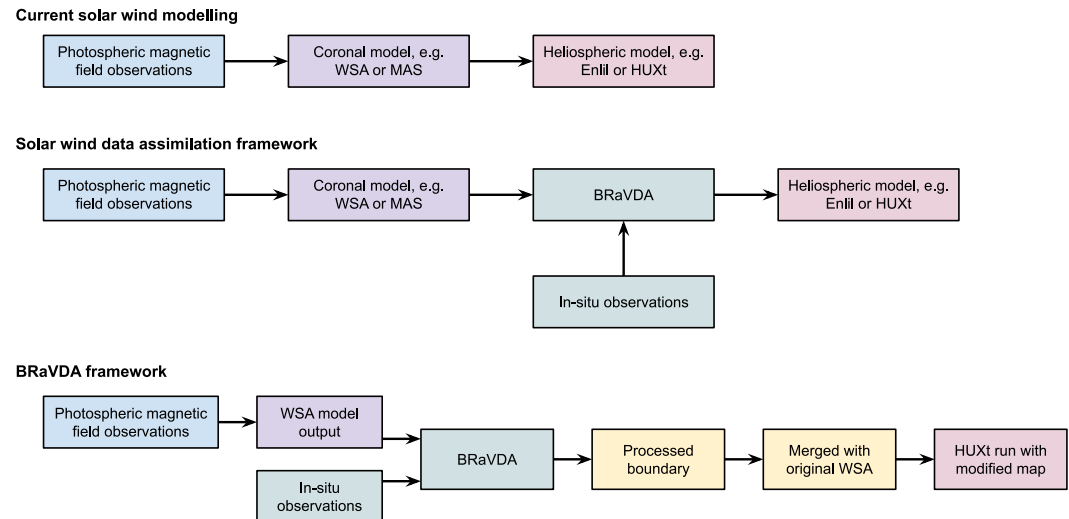 Current solar wind modelling
Photospheric magnetic
field observations
Coronal model, e.g.
WSA or MAS
Heliospheric model, e.g.
Enlil or HUXt
Solar wind data assimilation framework
Photospheric magnetic
field observations
Coronal model, e.g.
WSA or MAS
BRaVDA
Heliospheric model, e.g.
Enlil or HUXt
In-situ observations
BRaVDA framework
Photospheric magnetic
field observations
WSA model
output
In-situ
observations
BRaVDA
Processed
boundary
Merged with
original WSA
HUXt run with
modified map